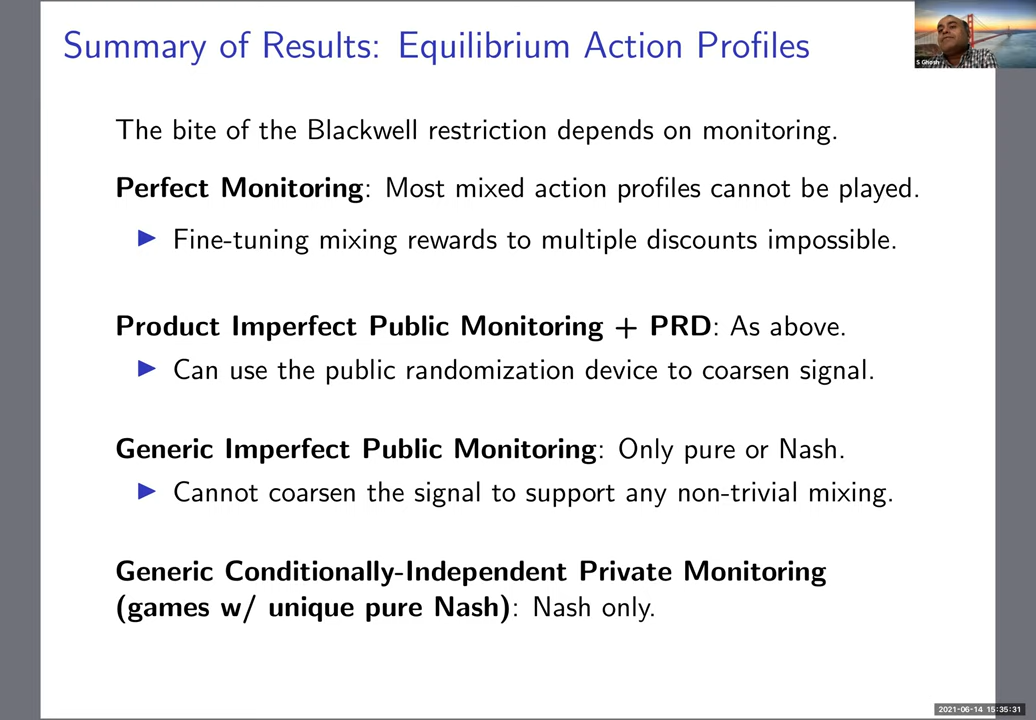 Summary of Results: Equilibrium Action Profiles
S Ghosh
The bite of the Blackwell restriction depends on monitoring.
Perfect Monitoring: Most mixed action profiles cannot be played.
▶ Fine-tuning mixing rewards to multiple discounts impossible.
Product Imperfect Public Monitoring + PRD: As above.
▶ Can use the public randomization device to coarsen signal.
Generic Imperfect Public Monitoring: Only pure or Nash.
▶ Cannot coarsen the signal to support any non-trivial mixing.
Generic Conditionally-Independent Private Monitoring
(games w/ unique pure Nash): Nash only.
2021-06-14 15:35:31